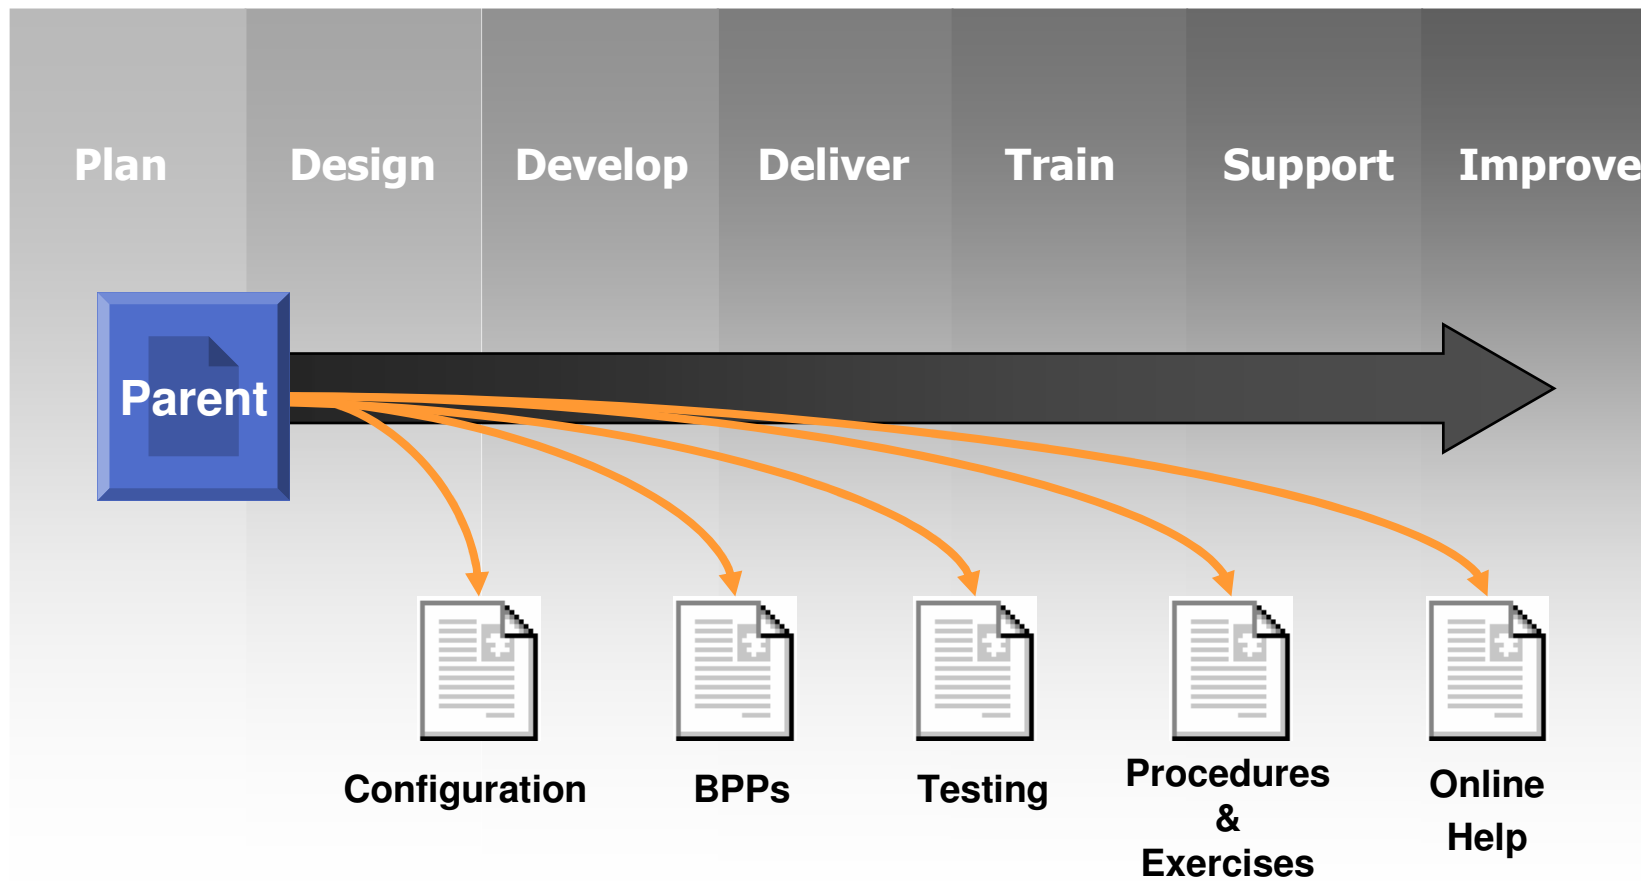 Plan Design Develop Deliver Train Support Improve
Parent
Configuration BPPs Testing Procedures & Exercises Online Help